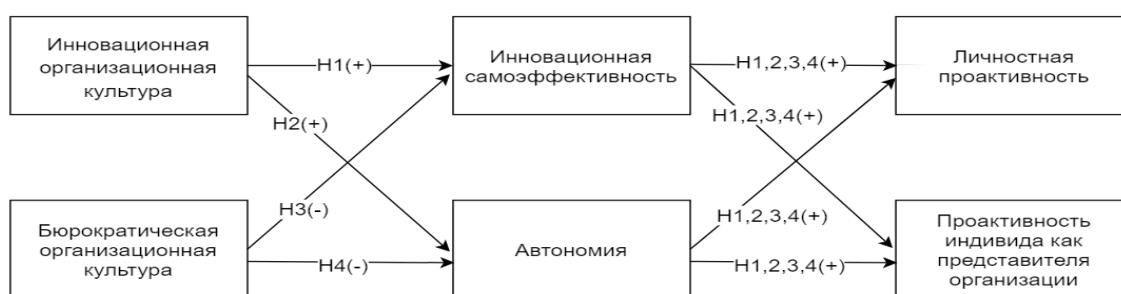 Инновационная
организационная
культура
H1(+)
Инновационная
самоэффективность
H1,2,3,4(+)
Личностная
проактивность
H2(+)
H1,2,3,4(+)
H3(-)
H1,2,3,4(+)
Бюрократическая
организационная
культура
H4(-)
Автономия
H1,2,3,4(+)
Проактивность
индивида как
представителя
организации